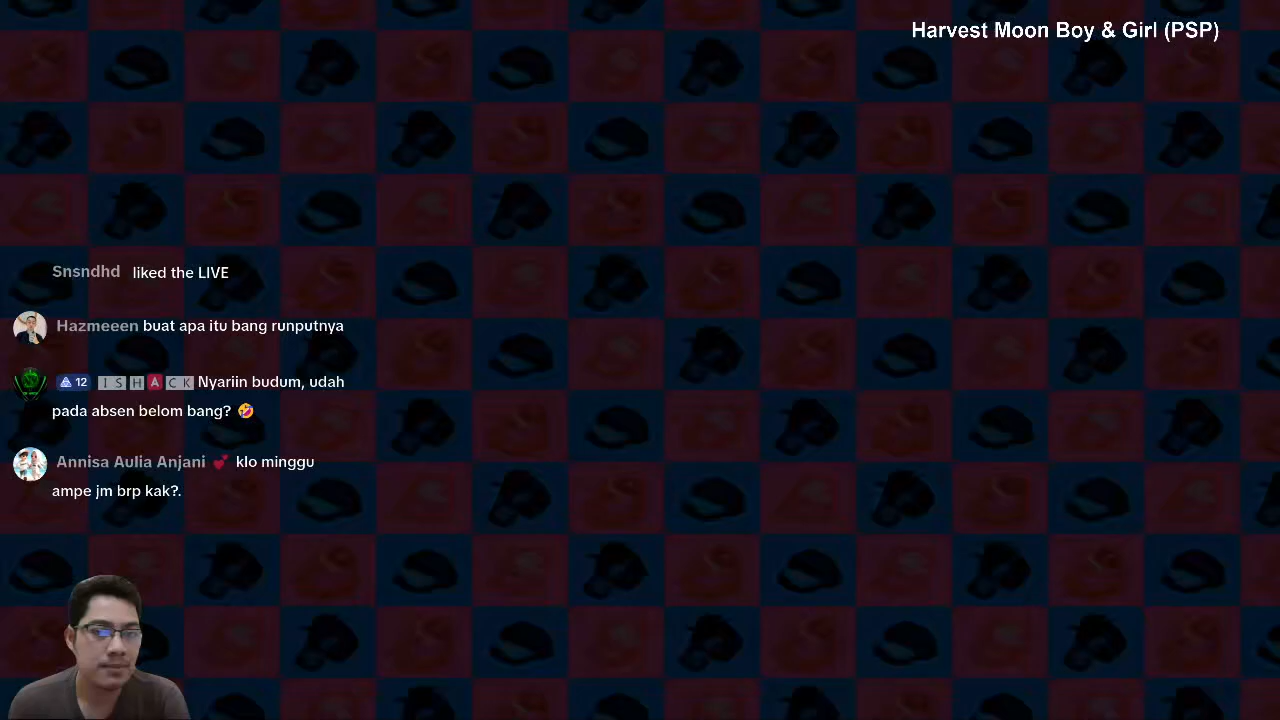 Harvest Moon Boy & Girl (PSP)
Snsndhd liked the LIVE
Hazmeeen buat apa itu bang runputnya
12 I S H A C K Nyariin budum, udah
pada absen belom bang? 🤣
Annisa Aulia Anjani 💕 klo minggu
ampe jm brp kak?.